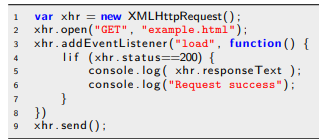 1 var xhr = new XMLHttpRequest();
2 xhr.open("GET", "example.html");
3 xhr.addEventListener("load", function() {
4 lif (xhr.status==200) {
5 console.log( xhr.responseText );
6 console.log("Request success");
7 }
8 })
9 xhr.send();